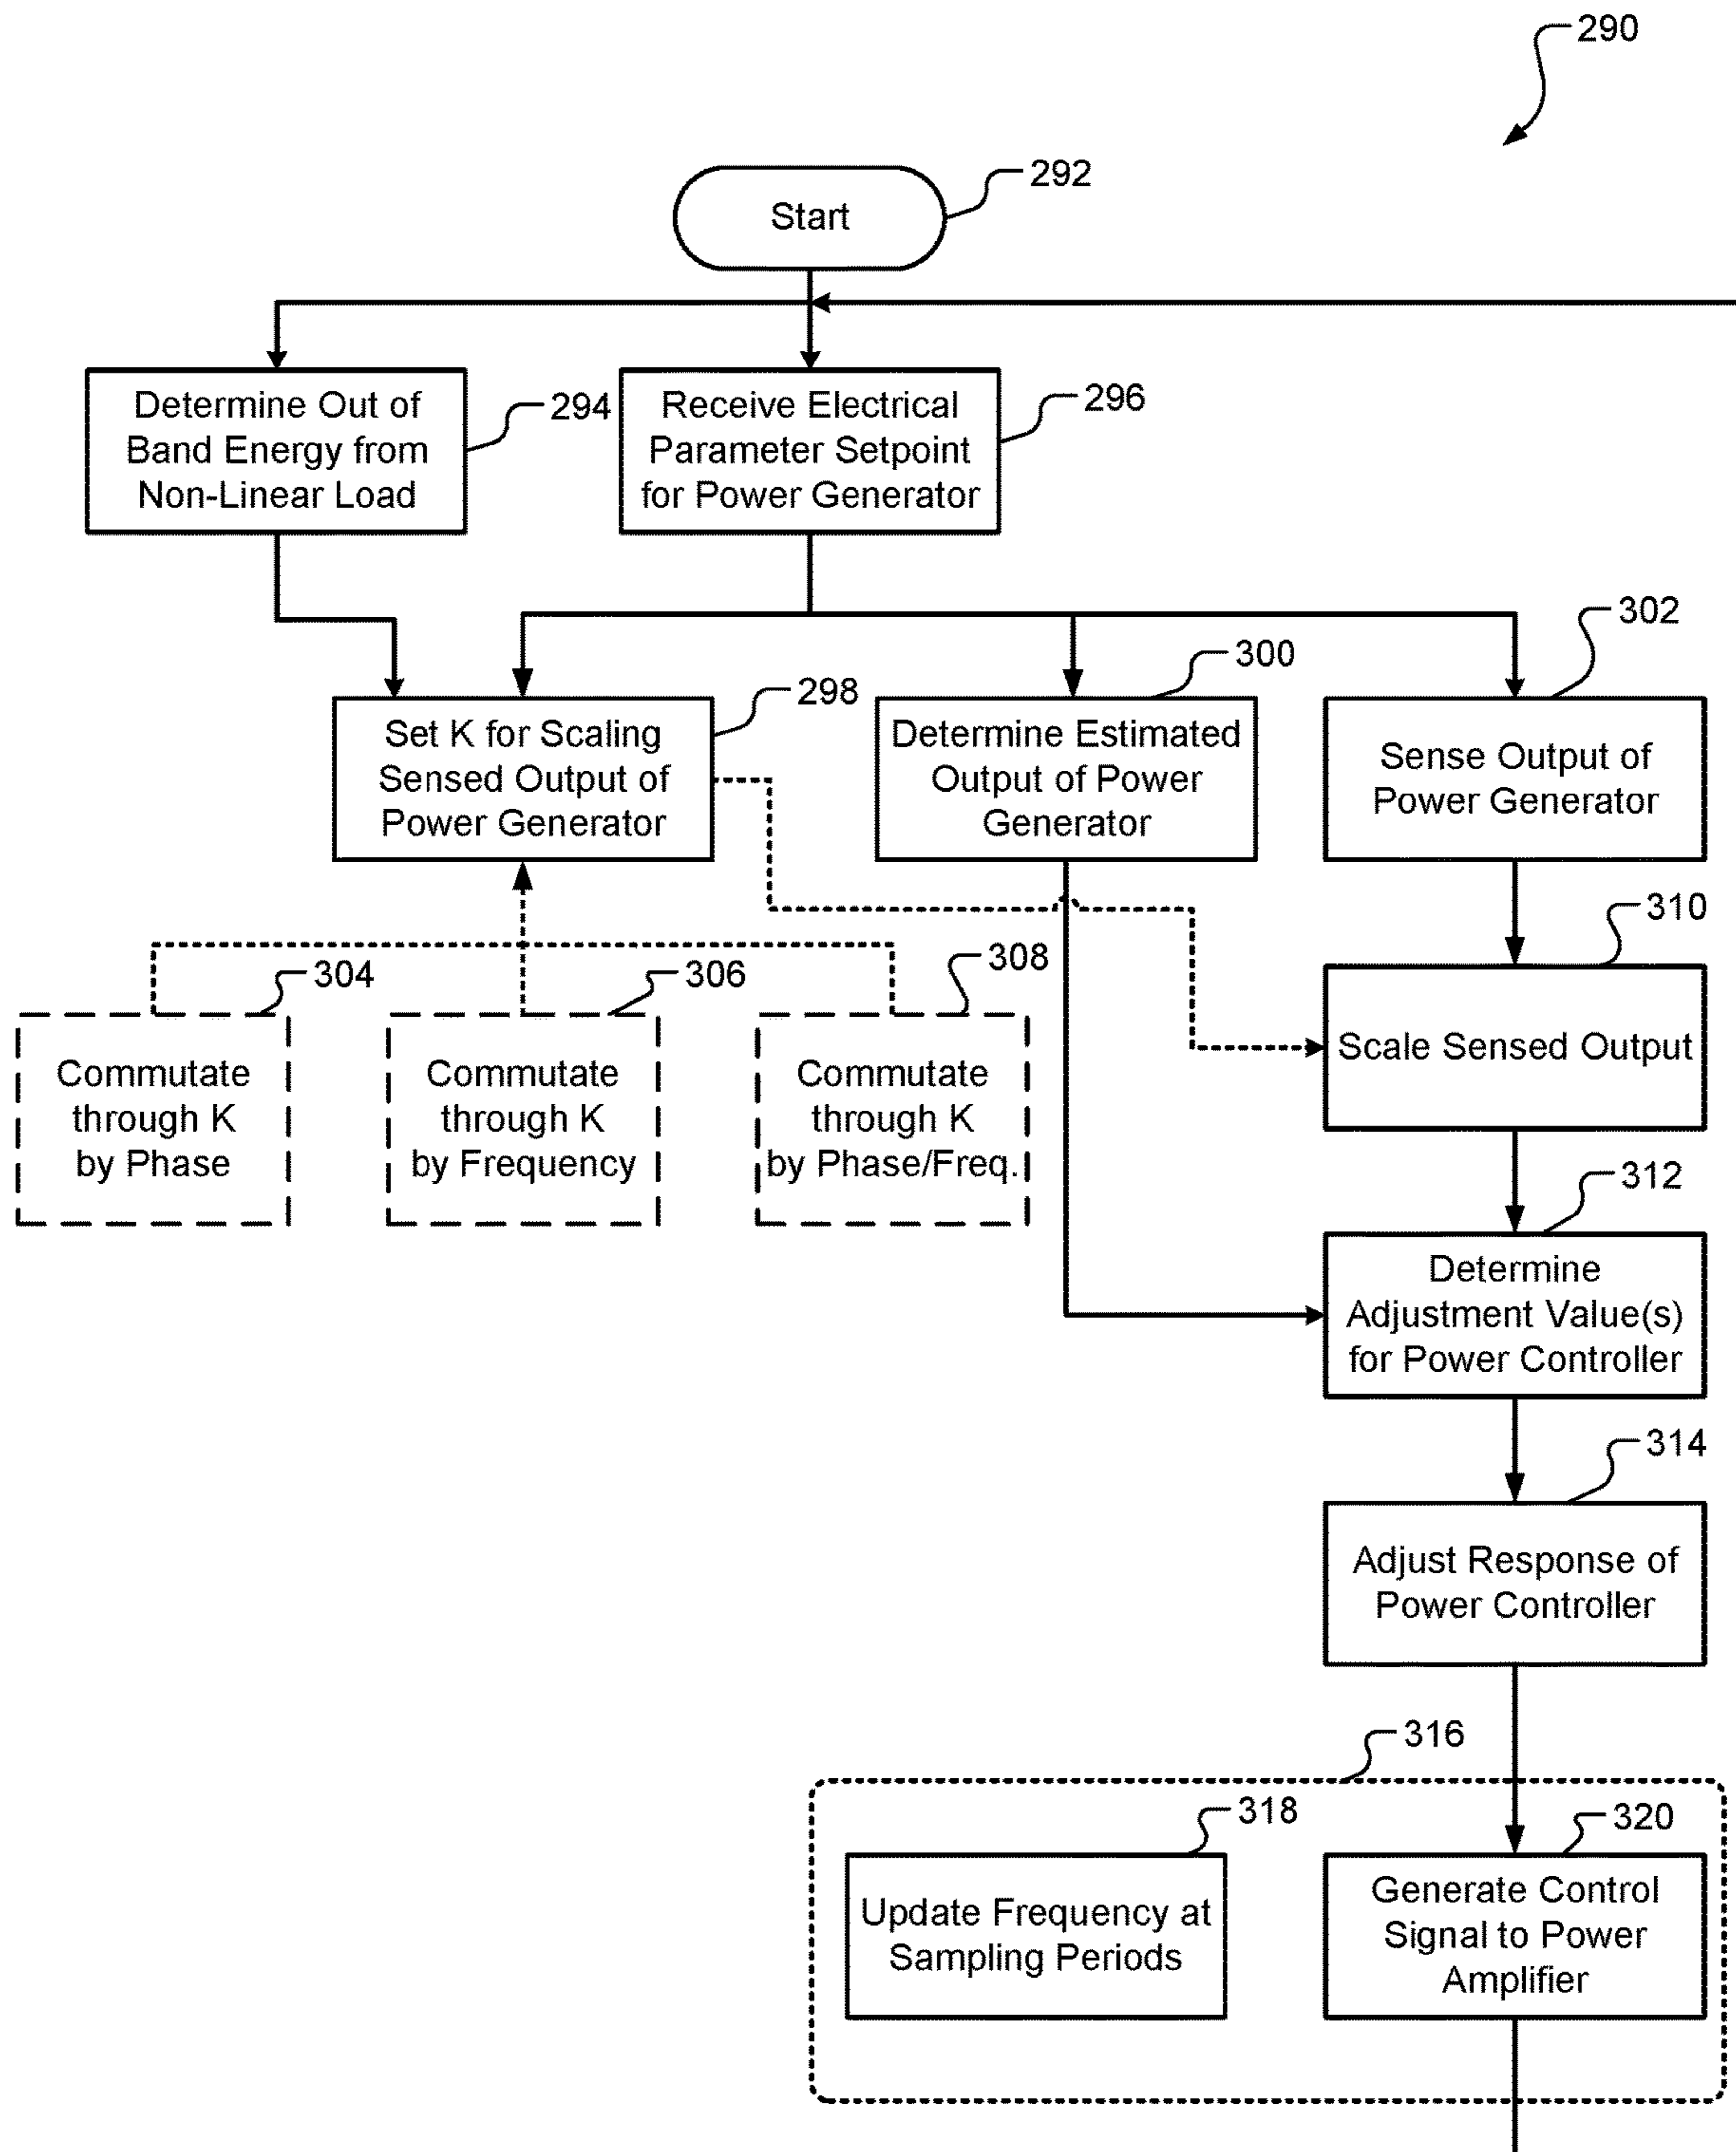 290
292
Start
Determine Out of
Band Energy from
Non-Linear Load
294
Receive Electrical
Parameter Setpoint
for Power Generator
296
302
300
298
Set K for Scaling
Sensed Output of
Power Generator
Determine Estimated
Output of Power
Generator
Sense Output of
Power Generator
310
304
306
308
Commutate
through K
by Phase
Commutate
through K
by Frequency
Commutate
through K
by Phase/Freq.
Scale Sensed Output
312
Determine
Adjustment Value(s)
for Power Controller
314
Adjust Response of
Power Controller
316
318
320
Update Frequency at
Sampling Periods
Generate Control
Signal to Power
Amplifier